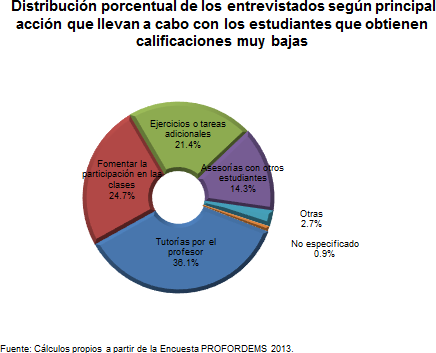 Distribución porcentual de los entrevistados según principal
acción que llevan a cabo con los estudiantes que obtienen
calificaciones muy bajas
Ejercicios o tareas
adicionales
21.4%
Asesorías con otros
estudiantes
14.3%
Fomentar la
participación en las
clases
24.7%
Otras
2.7%
No especificado
0.9%
Tutorías por el
profesor
36.1%
Fuente: Cálculos propios a partir de la Encuesta PROFORDEMS 2013.